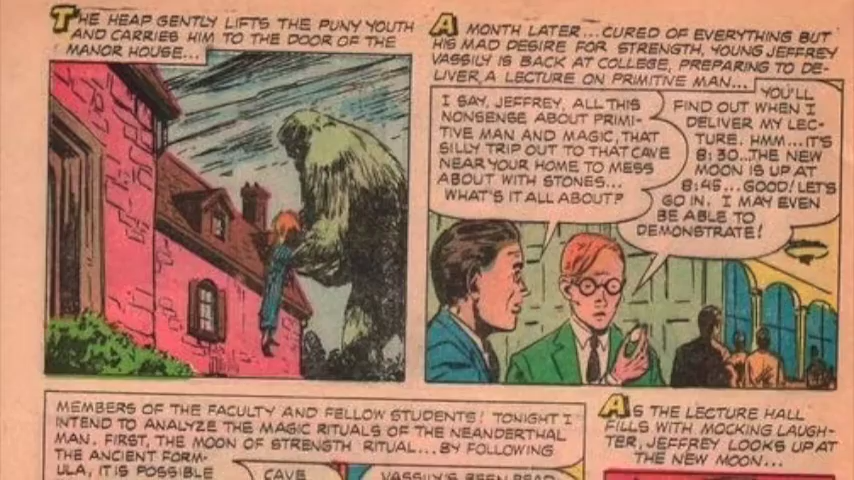 THE HEAP GENTLY LIFTS THE PUNY YOUTH
AND CARRIES HIM TO THE DOOR OF THE
MANOR HOUSE...
A MONTH LATER... CURED OF EVERYTHING BUT
HIS MAD DESIRE FOR STRENGTH, YOUNG JEFFREY
VASSILY IS BACK AT COLLEGE, PREPARING TO DE-
LIVER A LECTURE ON PRIMITIVE MAN...
I SAY, JEFFREY, ALL THIS
NONSENSE ABOUT PRIMI-
TIVE MAN AND MAGIC, THAT
SILLY TRIP OUT TO THAT CAVE
NEAR YOUR HOME TO MESS
ABOUT WITH STONES...
WHAT'S IT ALL ABOUT?
YOU'LL
FIND OUT WHEN I
DELIVER MY LEC-
TURE. HMM... IT'S
8:30...THE NEW
MOON IS UP AT
8:45...GOOD! LET'S
GO IN. I MAY EVEN
BE ABLE TO
DEMONSTRATE!
MEMBERS OF THE FACULTY AND FELLOW STUDENTS! TONIGHT I
INTEND TO ANALYZE THE MAGIC RITUALS OF THE NEANDERTHAL
MAN. FIRST, THE MOON OF STRENGTH RITUAL... BY FOLLOWING
THE ANCIENT FORM-
ULA, IT IS POSSIBLE
CAVE
VASSILY'S BEEN READ
AS THE LECTURE HALL
FILLS WITH MOCKING LAUGH-
TER, JEFFREY LOOKS UP AT
THE NEW MOON...